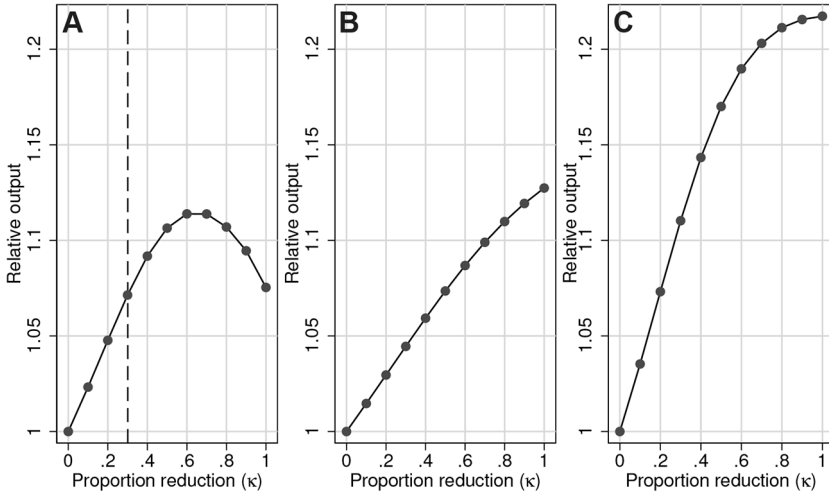 A
Relative output
1.2
1.15
1.1
1.05
1
0 .2 .4 .6 .8 1
Proportion reduction (κ)
B
Relative output
1.2
1.15
1.1
1.05
1
0 .2 .4 .6 .8 1
Proportion reduction (κ)
C
Relative output
1.2
1.15
1.1
1.05
1
0 .2 .4 .6 .8 1
Proportion reduction (κ)